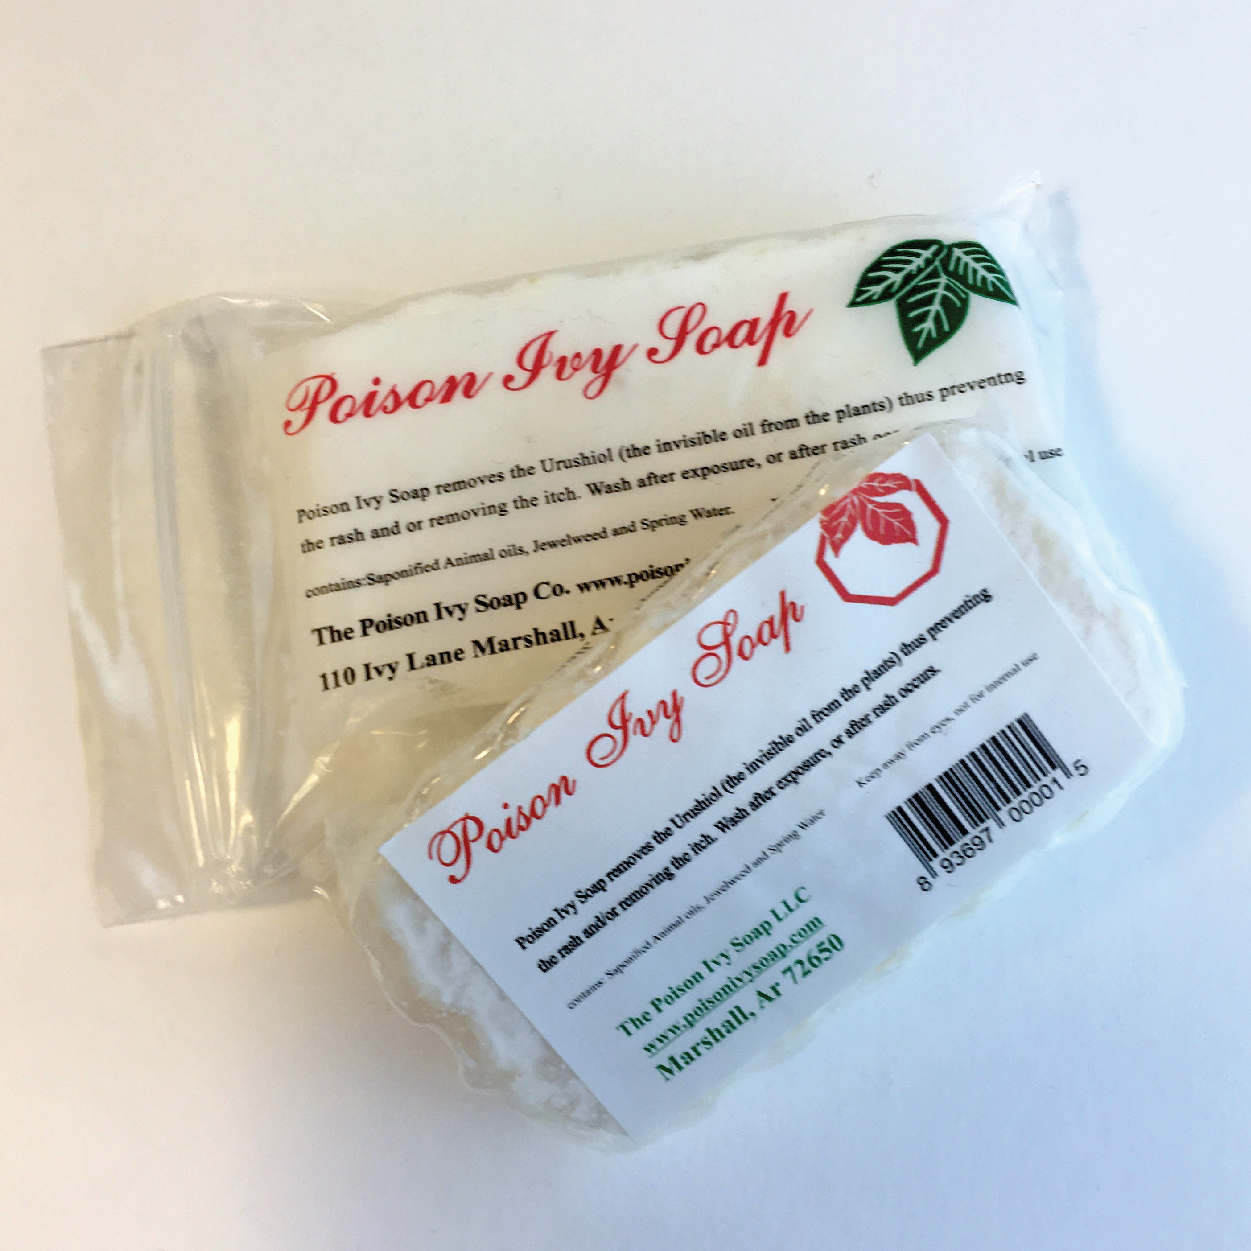 Poison Ivy Soap
Poison Ivy Soap removes the Urushiol (the invisible oil from the plants) thus preventng
the rash and or removing the itch. Wash after exposure, or after rash
l use
contains:Saponified Animal oils, Jewelweed and Spring Water.
The Poison Ivy Soap Co. www.poison
110 Ivy Lane Marshall, A
Poison Ivy Soap
Poison Ivy Soap removes the Urushiol (the invisible oil from the plants) thus preventing
the rash and/or removing the itch. Wash after exposure, or after rash occurs.
contains: Saponified Animal oils, Jewelweed and Spring Water
Keep away from eyes, not for internal use
The Poison Ivy Soap LLC
www.poisonivysoap.com
Marshall, Ar 72650
8 93697 00001 5